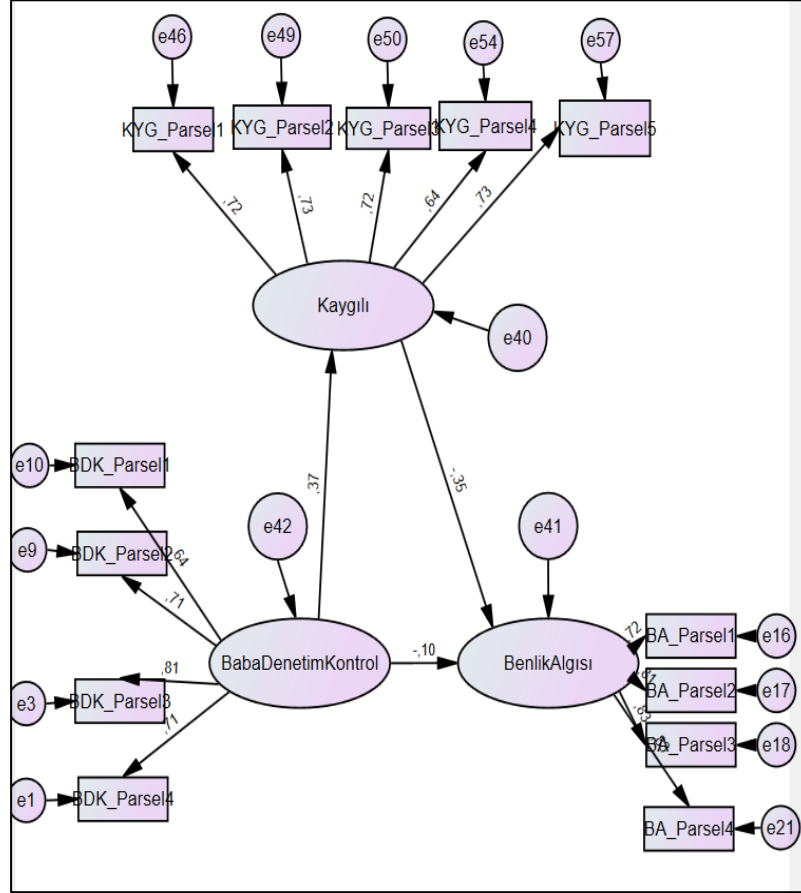 e46
e49
e50
e54
e57
KYG_Parsel1
KYG_Parsel2
KYG_Parsel3
KYG_Parsel4
KYG_Parsel5
,72
,73
,72
,64
,73
Kaygılı
e40
,37
-,35
e10
BDK_Parsel1
e9
BDK_Parsel2
,64
,71
e42
e41
BabaDenetimKontrol
-,10
BenlikAlgısı
,81
e3
BDK_Parsel3
,71
e1
BDK_Parsel4
72
BA_Parsel1
e16
BA_Parsel2
e17
,83
BA_Parsel3
e18
BA_Parsel4
e21